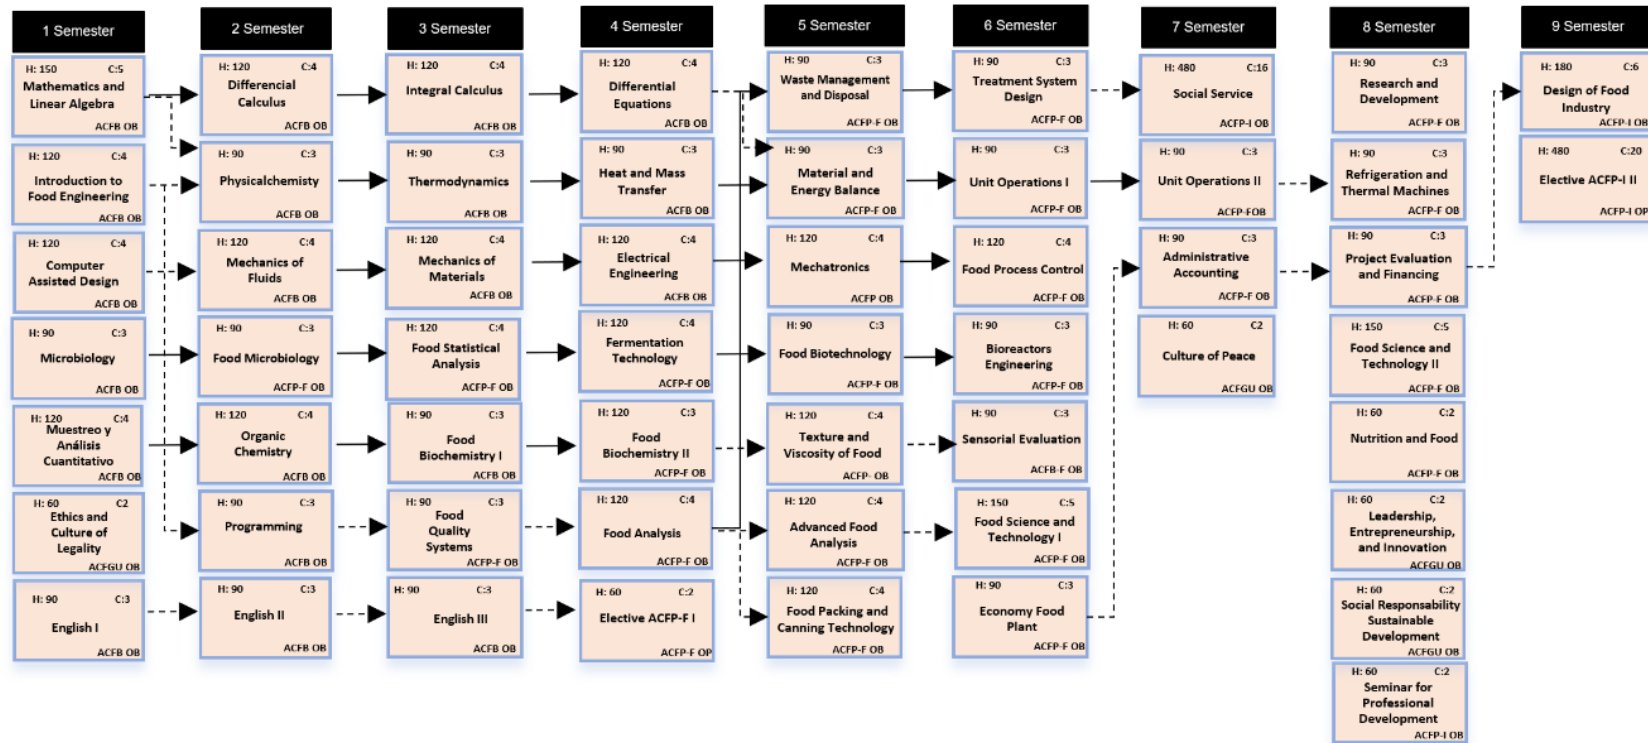 1 Semester
H: 150 C:5
Mathematics and
Linear Algebra
ACFB OB
H: 120 C:4
Introduction to
Food Engineering
ACFB OB
H: 120 C:4
Computer
Assisted Design
ACFB OB
H: 90 C:3
Microbiology
ACFB OB
H: 120 C:4
Muestreo y
Análisis
Cuantitativo
ACFB OB
H: 60 C:2
Ethics and
Culture of
Legality
ACFGU OB
H: 90 C:3
English I
ACFB OB
2 Semester
H: 120 C:4
Differencial
Calculus
ACFB OB
H: 90 C:3
Physicalchemisty
ACFB OB
H: 120 C:4
Mechanics of
Fluids
ACFB OB
H: 90 C:3
Food Microbiology
ACFP-F OB
H: 120 C:4
Organic
Chemistry
ACFB OB
H: 90 C:3
Programming
ACFB OB
H: 90 C:3
English II
ACFB OB
3 Semester
H: 120 C:4
Integral Calculus
ACFB OB
H: 90 C:3
Thermodynamics
ACFB OB
H: 120 C:4
Mechanics of
Materials
ACFB OB
H: 120 C:4
Food Statistical
Analysis
ACFP-F OB
H: 90 C:3
Food
Biochemistry I
ACFB OB
H: 90 C:3
Food
Quality
Systems
ACFP-F OB
H: 90 C:3
English III
ACFB OB
4 Semester
H: 120 C:4
Differential
Equations
ACFB OB
H: 90 C:3
Heat and Mass
Transfer
ACFB OB
H: 120 C:4
Electrical
Engineering
ACFB OB
H: 120 C:4
Fermentation
Technology
ACFP-F OB
H: 120 C:3
Food
Biochemistry II
ACFP-F OB
H: 120 C:4
Food Analysis
ACFP-F OB
H: 60 C:2
Elective ACFP-F I
ACFP-F OP
5 Semester
H: 90 C:3
Waste Management
and Disposal
ACFP-F OB
H: 90 C:3
Material and
Energy Balance
ACFP-F OB
H: 120 C:4
Mechatronics
ACFP OB
H: 90 C:3
Food Biotechnology
ACFP-F OB
H: 120 C:4
Texture and
Viscosity of Food
ACFP- OB
H: 120 C:4
Advanced Food
Analysis
ACFP-F OB
H: 120 C:4
Food Packing and
Canning Technology
ACFP-F OB
6 Semester
H: 90 C:3
Treatment System
Design
ACFP-F OB
H: 90 C:3
Unit Operations I
ACFP-F OB
H: 120 C:4
Food Process Control
ACFP-F OB
H: 90 C:3
Bioreactors
Engineering
ACFP-F OB
H: 90 C:3
Sensorial Evaluation
ACFB-F OB
H: 150 C:5
Food Science and
Technology I
ACFP-F OB
H: 90 C:3
Economy Food
Plant
ACFP-F OB
7 Semester
H: 480 C:16
Social Service
ACFP-I OB
H: 90 C:3
Unit Operations II
ACFP-FOB
H: 90 C:3
Administrative
Accounting
ACFP-F OB
H: 60 C2
Culture of Peace
ACFGU OB
8 Semester
H: 90 C:3
Research and
Development
ACFP-F OB
H: 90 C:3
Refrigeration and
Thermal Machines
ACFP-F OB
H: 90 C:3
Project Evaluation
and Financing
ACFP-F OB
H: 150 C:5
Food Science and
Technology II
ACFP-F OB
H: 60 C:2
Nutrition and Food
ACFP-F OB
H: 60 C:2
Leadership,
Entrepreneurship,
and Innovation
ACFGU OB
H: 60 C:2
Social Responsability
Sustainable
Development
ACFGU OB
H: 60 C:2
Seminar for
Professional
Development
ACFP-I OB
9 Semester
H: 180 C:6
Design of Food
Industry
ACFP-I OB
H: 480 C:20
Elective ACFP-I II
ACFP-I OP